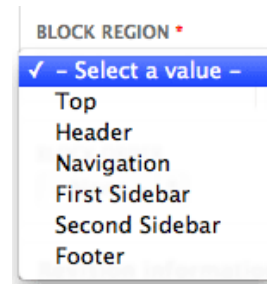 BLOCK REGION *
✓ – Select a value –
Top
Header
Navigation
First Sidebar
Second Sidebar
Footer